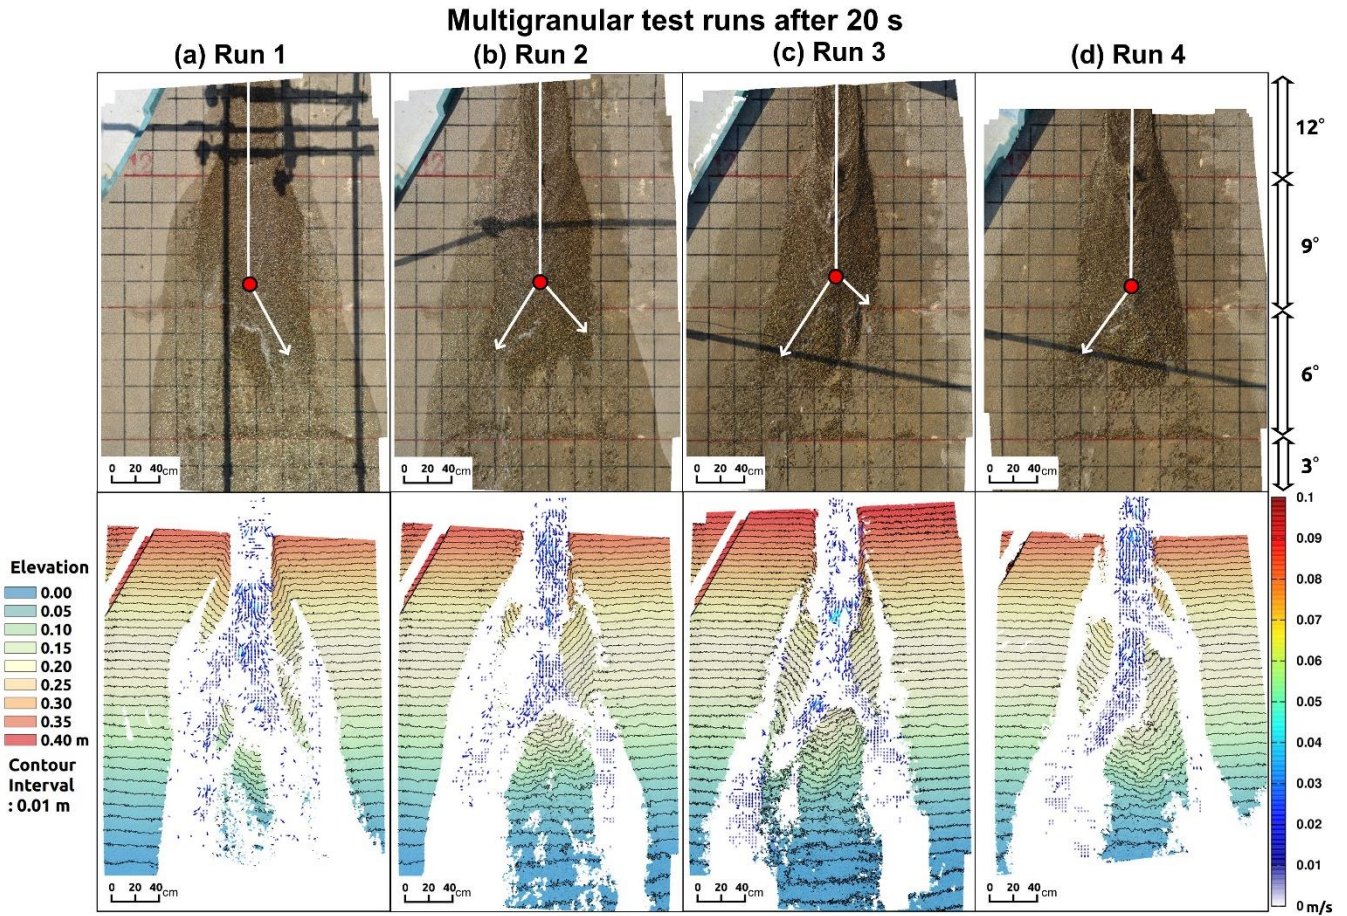 Multigranular test runs after 20 s
(a) Run 1
(b) Run 2
(c) Run 3
(d) Run 4
12°
9°
6°
3°
0 20 40cm
0 20 40cm
0 20 40cm
0 20 40cm
Elevation
0.00
0.05
0.10
0.15
0.20
0.25
0.30
0.35
0.40 m
Contour
Interval
: 0.01 m
0 20 40cm
0 20 40cm
0 20 40cm
0 20 40cm
0.1
0.09
0.08
0.07
0.06
0.05
0.04
0.03
0.02
0.01
0 m/s